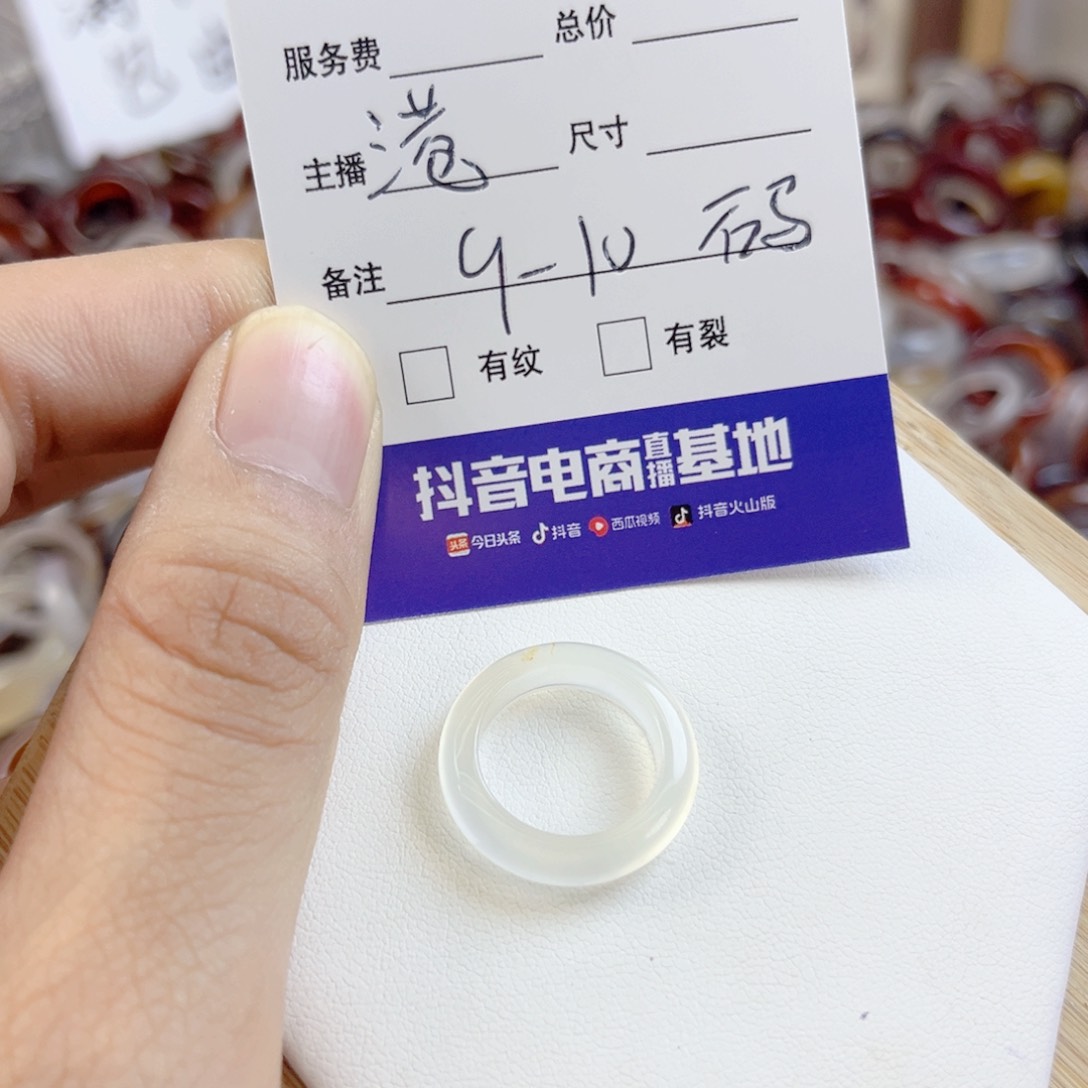 服务费 总价
主播 港 尺寸
备注 9-10 码
有纹 有裂
抖音电商直播基地
今日头条 抖音 西瓜视频 抖音火山版
头条